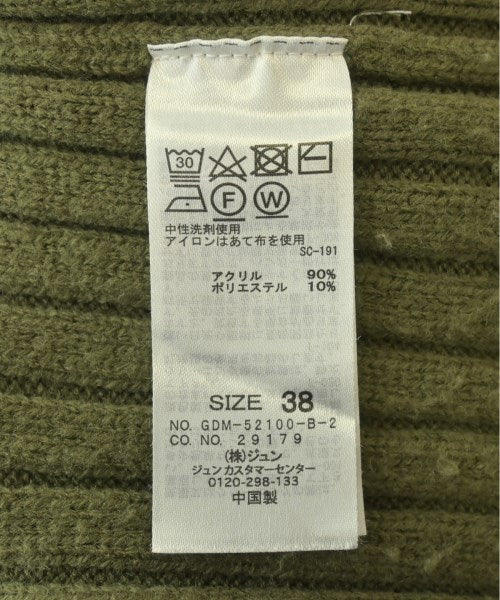 30
F W
中性洗剤使用
アイロンはあて布を使用
SC-191
アクリル 90%
ポリエステル 10%
SIZE 38
NO. GDM-52100-B-2
CO. NO. 29179
(株)ジュン
ジュン カスタマーセンター
0120-298-133
中国製